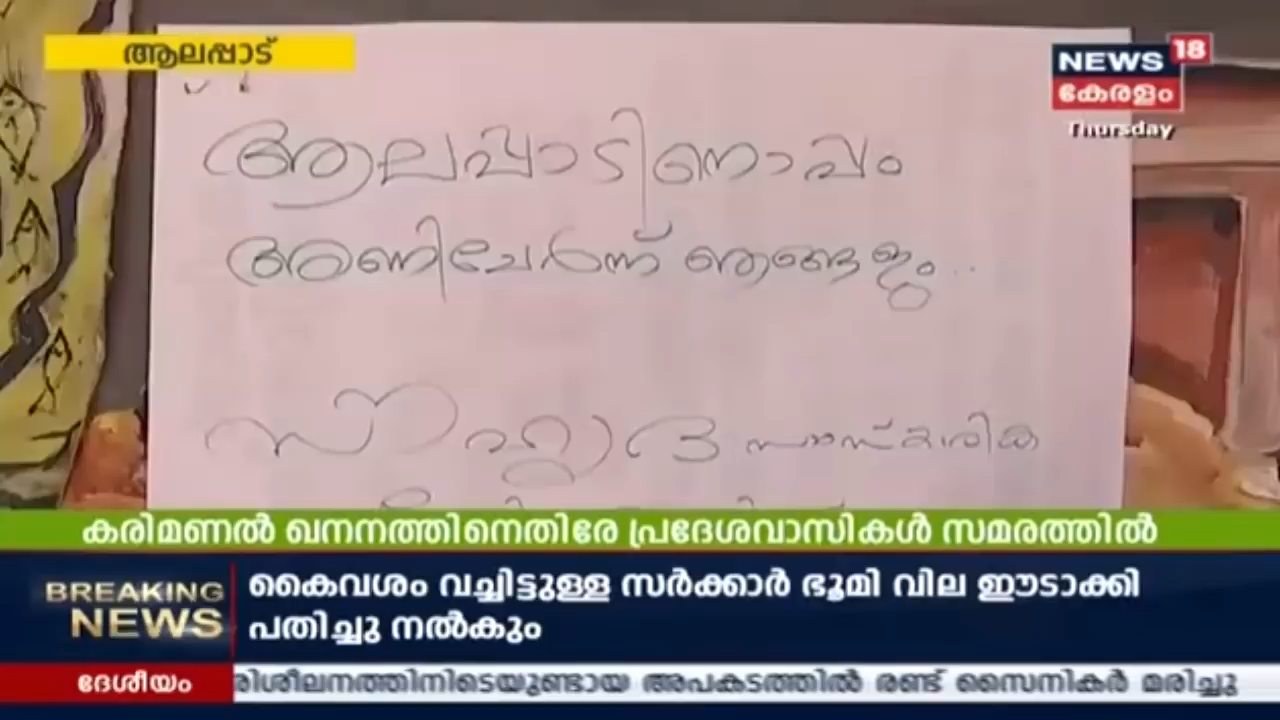 ആലപ്പാട്
NEWS 18
കേരളം
Thursday
ആലപ്പാടിനൊപ്പം
അണിചേർന്ന് ഞങ്ങളും..
സൗഹൃദ സാംസ്കാരിക
കരിമണൽ ഖനനത്തിനെതിരേ പ്രദേശവാസികൾ സമരത്തിൽ
BREAKING NEWS
കൈവശം വച്ചിട്ടുള്ള സർക്കാർ ഭൂമി വില ഈടാക്കി
പതിച്ചു നൽകും
ദേശീയം
രിശീലനത്തിനിടെയുണ്ടായ അപകടത്തിൽ രണ്ട് സൈനികർ മരിച്ചു